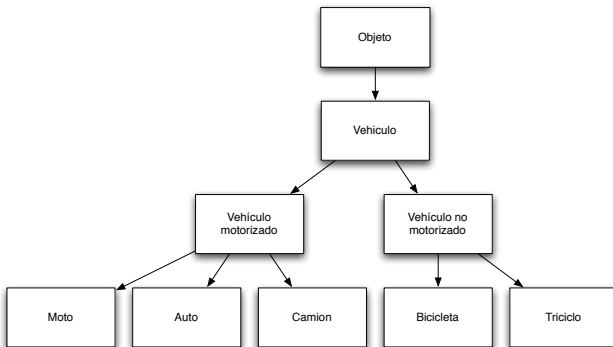 Objeto
Vehiculo
Vehículo
motorizado
Vehículo no
motorizado
Moto
Auto
Camion
Bicicleta
Triciclo